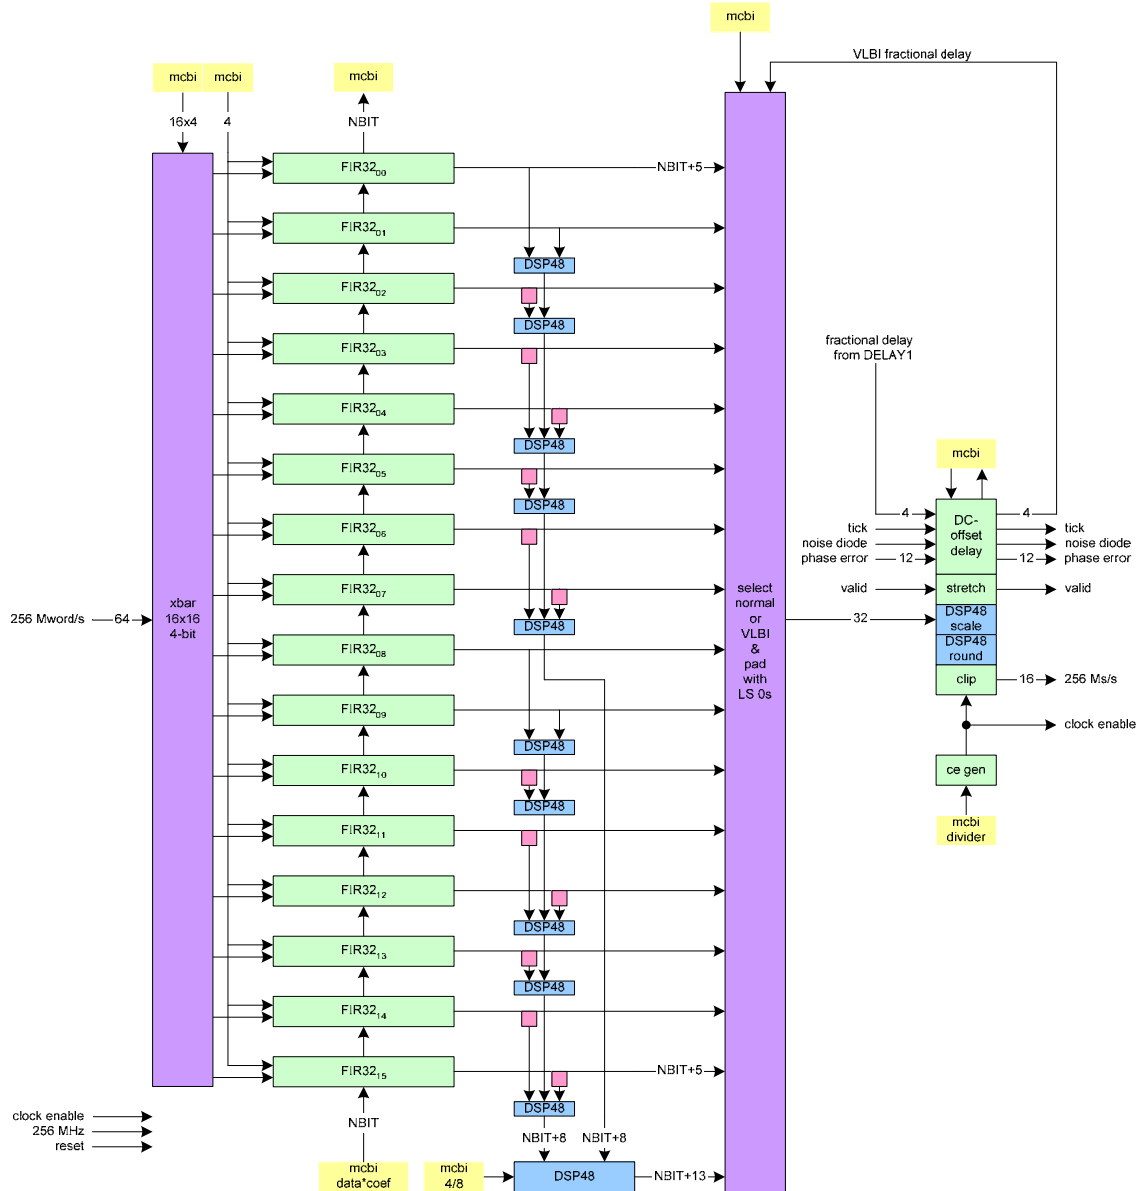 mcbi
VLBI fractional delay
mcbi
mcbi
mcbi
16x4
4
NBIT
FIR32₀₀
NBIT+5
FIR32₀₁
DSP48
FIR32₀₂
DSP48
FIR32₀₃
fractional delay
from DELAY1
FIR32₀₄
DSP48
mcbi
FIR32₀₅
DSP48
4
DC-
offset
delay
4
FIR32₀₆
tick
noise diode
phase error
12
12
tick
noise diode
phase error
FIR32₀₇
select
normal
or
VLBI
&
pad
with
LS 0s
valid
stretch
valid
256 Mword/s
64
xbar
16x16
4-bit
DSP48
32
DSP48
scale
DSP48
round
FIR32₀₈
clip
16
256 Ms/s
FIR32₀₉
clock enable
DSP48
FIR32₁₀
ce gen
DSP48
FIR32₁₁
mcbi
divider
FIR32₁₂
DSP48
FIR32₁₃
DSP48
FIR32₁₄
FIR32₁₅
NBIT+5
DSP48
clock enable
256 MHz
reset
NBIT
NBIT+8
NBIT+8
mcbi
data*coef
mcbi
4/8
DSP48
NBIT+13